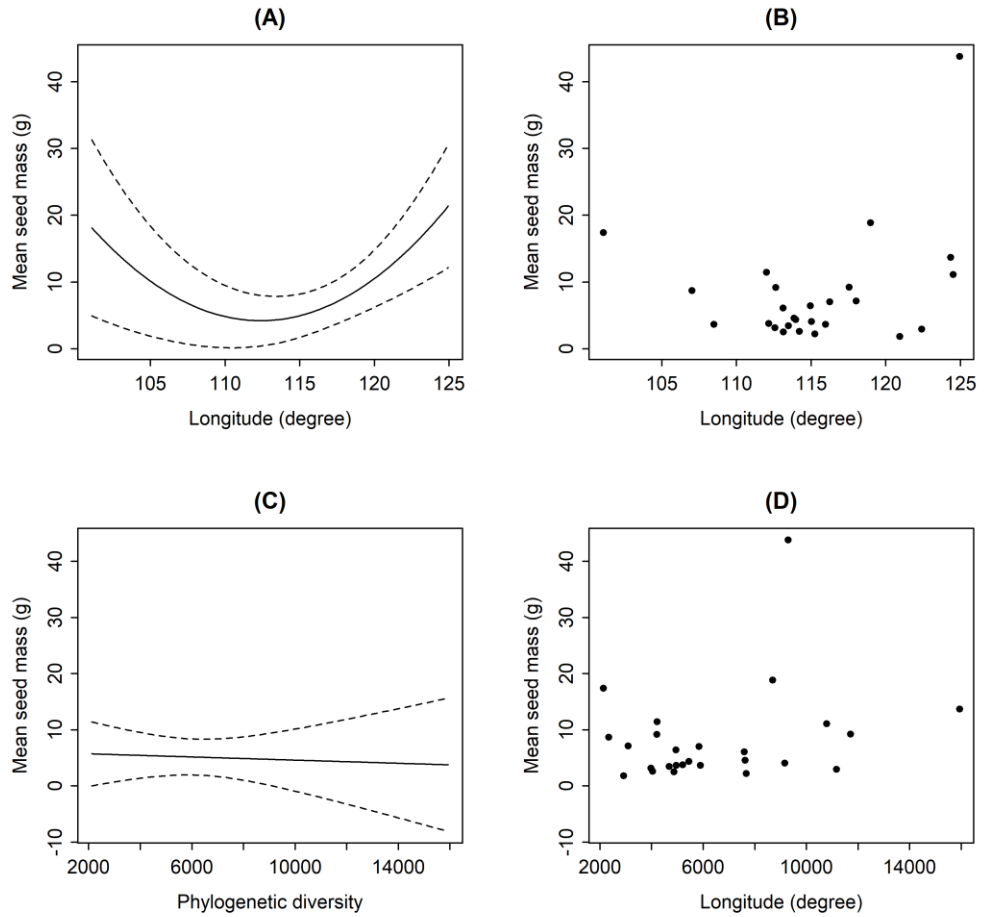 (A)
Mean seed mass (g)
40
30
20
10
0
105 110 115 120 125
Longitude (degree)
(B)
Mean seed mass (g)
40
30
20
10
0
105 110 115 120 125
Longitude (degree)
(C)
Mean seed mass (g)
40
30
20
10
0
-10
2000 6000 10000 14000
Phylogenetic diversity
(D)
Mean seed mass (g)
40
30
20
10
0
-10
2000 6000 10000 14000
Longitude (degree)